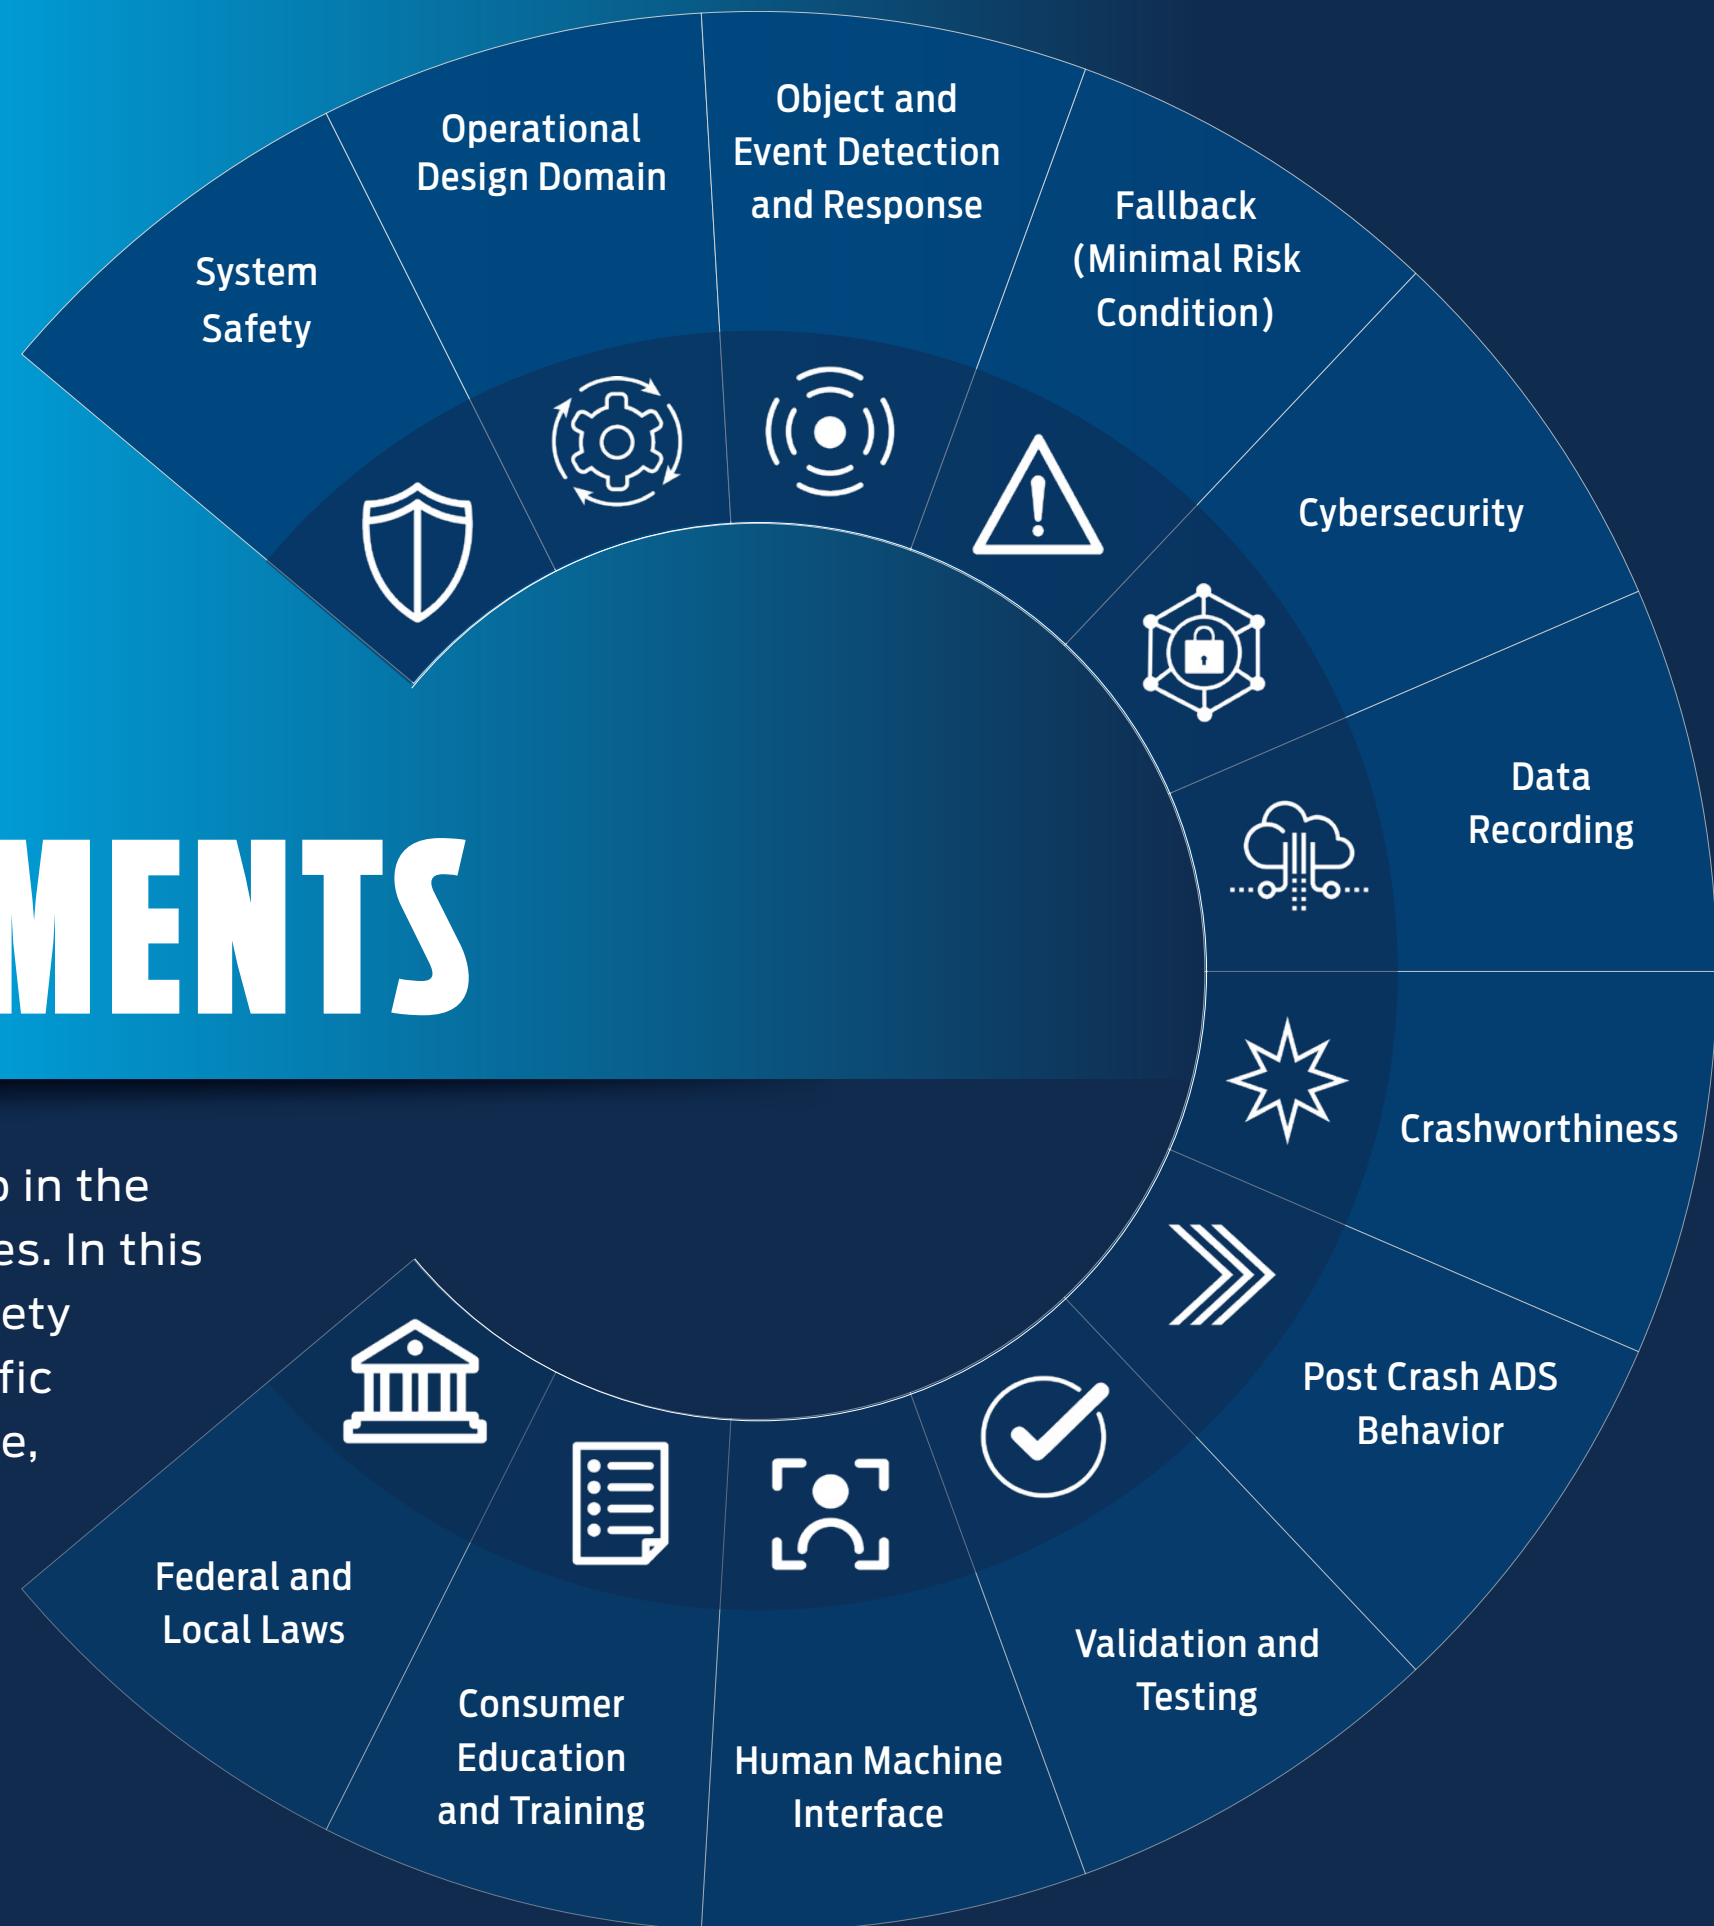 System
Safety
Operational
Design Domain
Object and
Event Detection
and Response
Fallback
(Minimal Risk
Condition)
Cybersecurity
Data
Recording
Crashworthiness
Post Crash ADS
Behavior
Validation and
Testing
Human Machine
Interface
Consumer
Education
and Training
Federal and
Local Laws
MENTS
in the
es. In this
ety
fic
e,